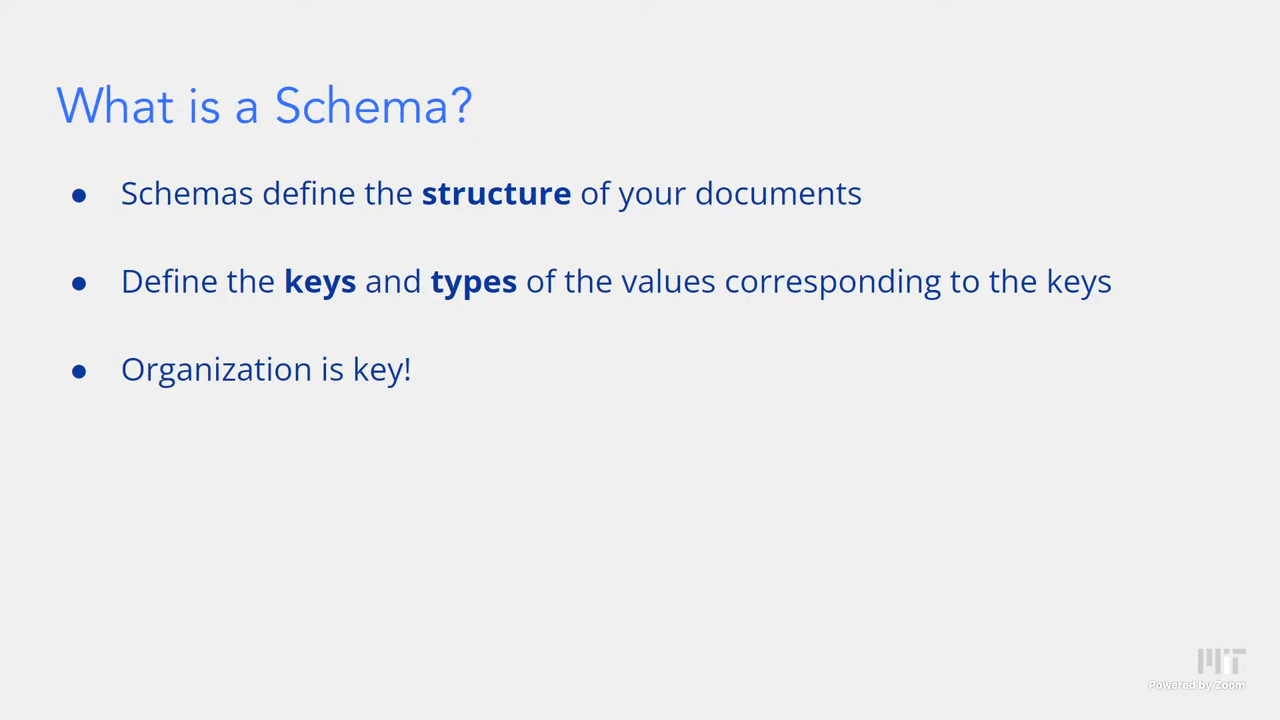 What is a Schema?
● Schemas define the structure of your documents
● Define the keys and types of the values corresponding to the keys
● Organization is key!
MIT
Powered by Zoom